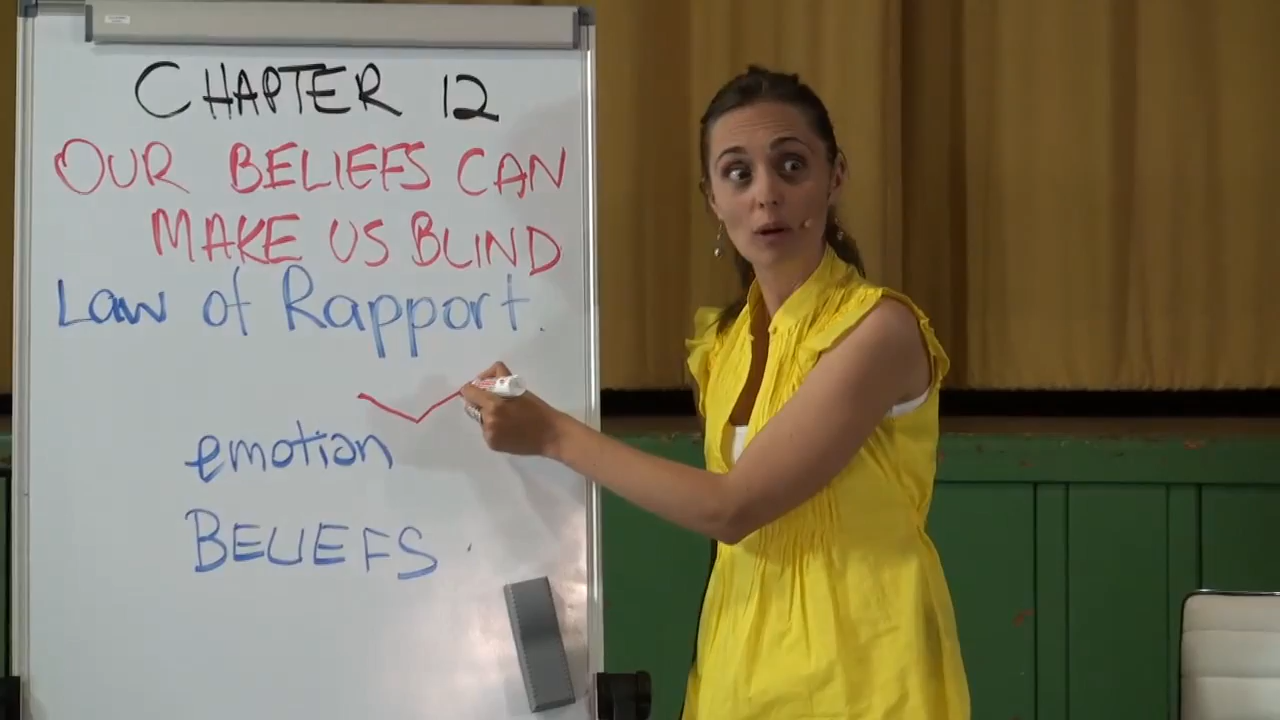 CHAPTER 12
OUR BELIEFS CAN
MAKE US BLIND
Law of Rapport.
emotion
BELIEFS